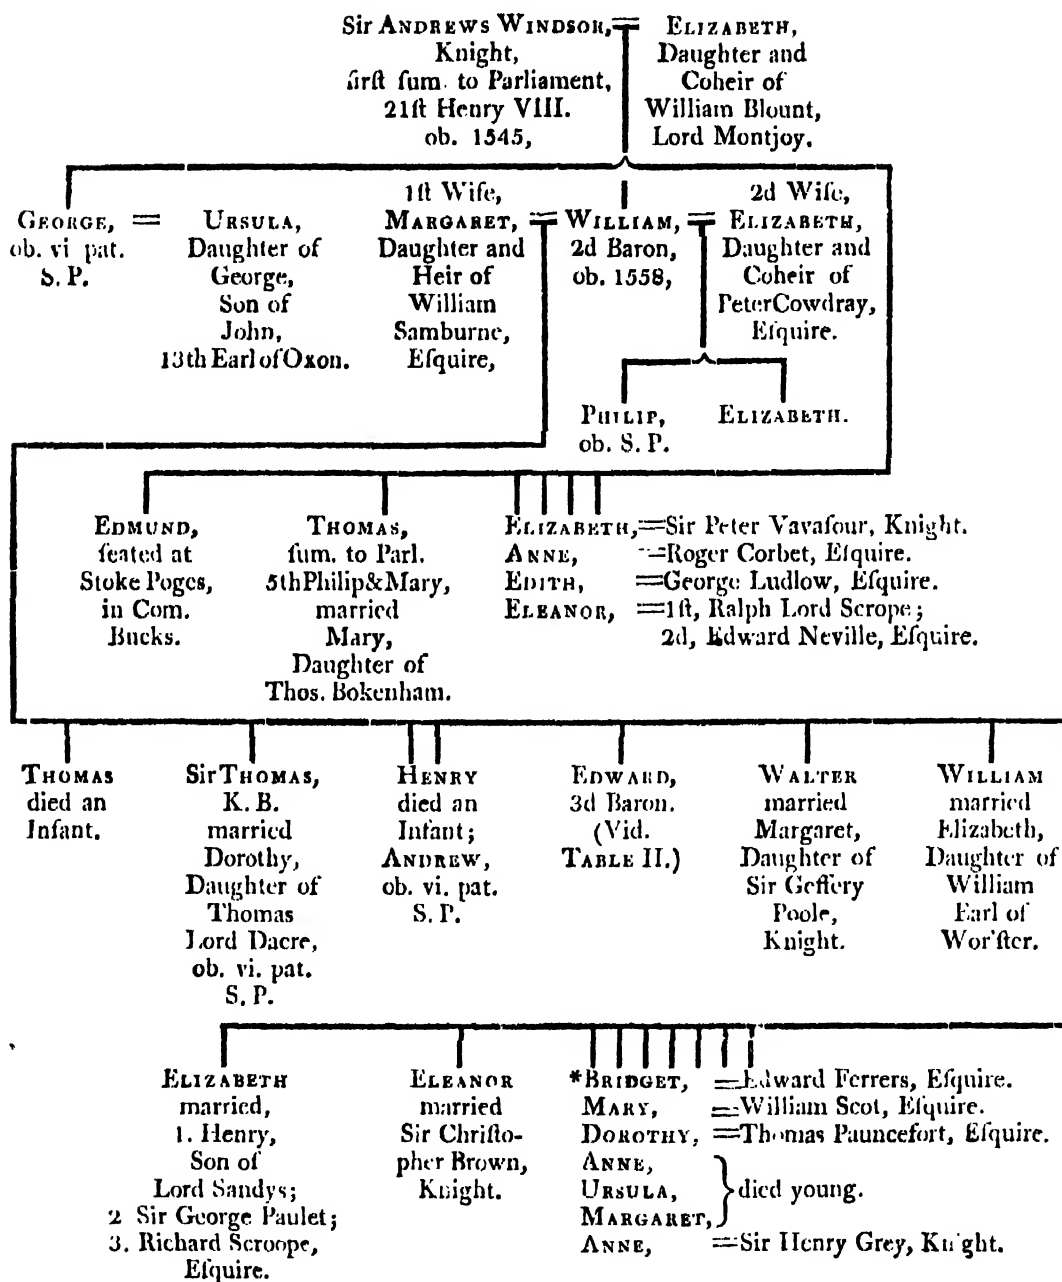 Sir ANDREWS WINDSOR,
Knight,
first ſum. to Parliament,
21ſt Henry VIII.
ob. 1545,
ELIZABETH,
Daughter and
Coheir of
William Blount,
Lord Montjoy.
GEORGE, =
ob. vi pat.
S. P.
URSULA,
Daughter of
George,
Son of
John,
13th Earl of Oxon.
1ſt Wife,
MARGARET, =
Daughter and
Heir of
William
Samburne,
Eſquire,
WILLIAM, =
2d Baron,
ob. 1558,
2d Wife,
ELIZABETH,
Daughter and
Coheir of
Peter Cowdray,
Eſquire.
PHILIP,
ob. S. P.
ELIZABETH.
EDMUND,
ſeated at
Stoke Poges,
in Com.
Bucks.
THOMAS,
ſum. to Parl.
5th Philip & Mary,
married
Mary,
Daughter of
Thos. Bokenham.
ELIZABETH, =Sir Peter Vavaſour, Knight.
ANNE, =Roger Corbet, Eſquire.
EDITH, =George Ludlow, Eſquire.
ELEANOR, =1ſt, Ralph Lord Scrope;
2d, Edward Neville, Eſquire.
THOMAS
died an
Infant.
Sir THOMAS,
K. B.
married
Dorothy,
Daughter of
Thomas
Lord Dacre,
ob. vi. pat.
S. P.
HENRY
died an
Infant;
ANDREW,
ob. vi. pat.
S. P.
EDWARD,
3d Baron.
(Vid.
TABLE II.)
WALTER
married
Margaret,
Daughter of
Sir Geffery
Poole,
Knight.
WILLIAM
married
Elizabeth,
Daughter of
William
Earl of
Wor'ſter.
ELIZABETH
married,
1. Henry,
Son of
Lord Sandys;
2 Sir George Paulet;
3. Richard Scroope,
Eſquire.
ELEANOR
married
Sir Chriſto-
pher Brown,
Knight.
*BRIDGET, =Edward Ferrers, Eſquire.
MARY, =William Scot, Eſquire.
DOROTHY, =Thomas Pauncefort, Eſquire.
ANNE,
URSULA, } died young.
MARGARET,
ANNE, =Sir Henry Grey, Knight.